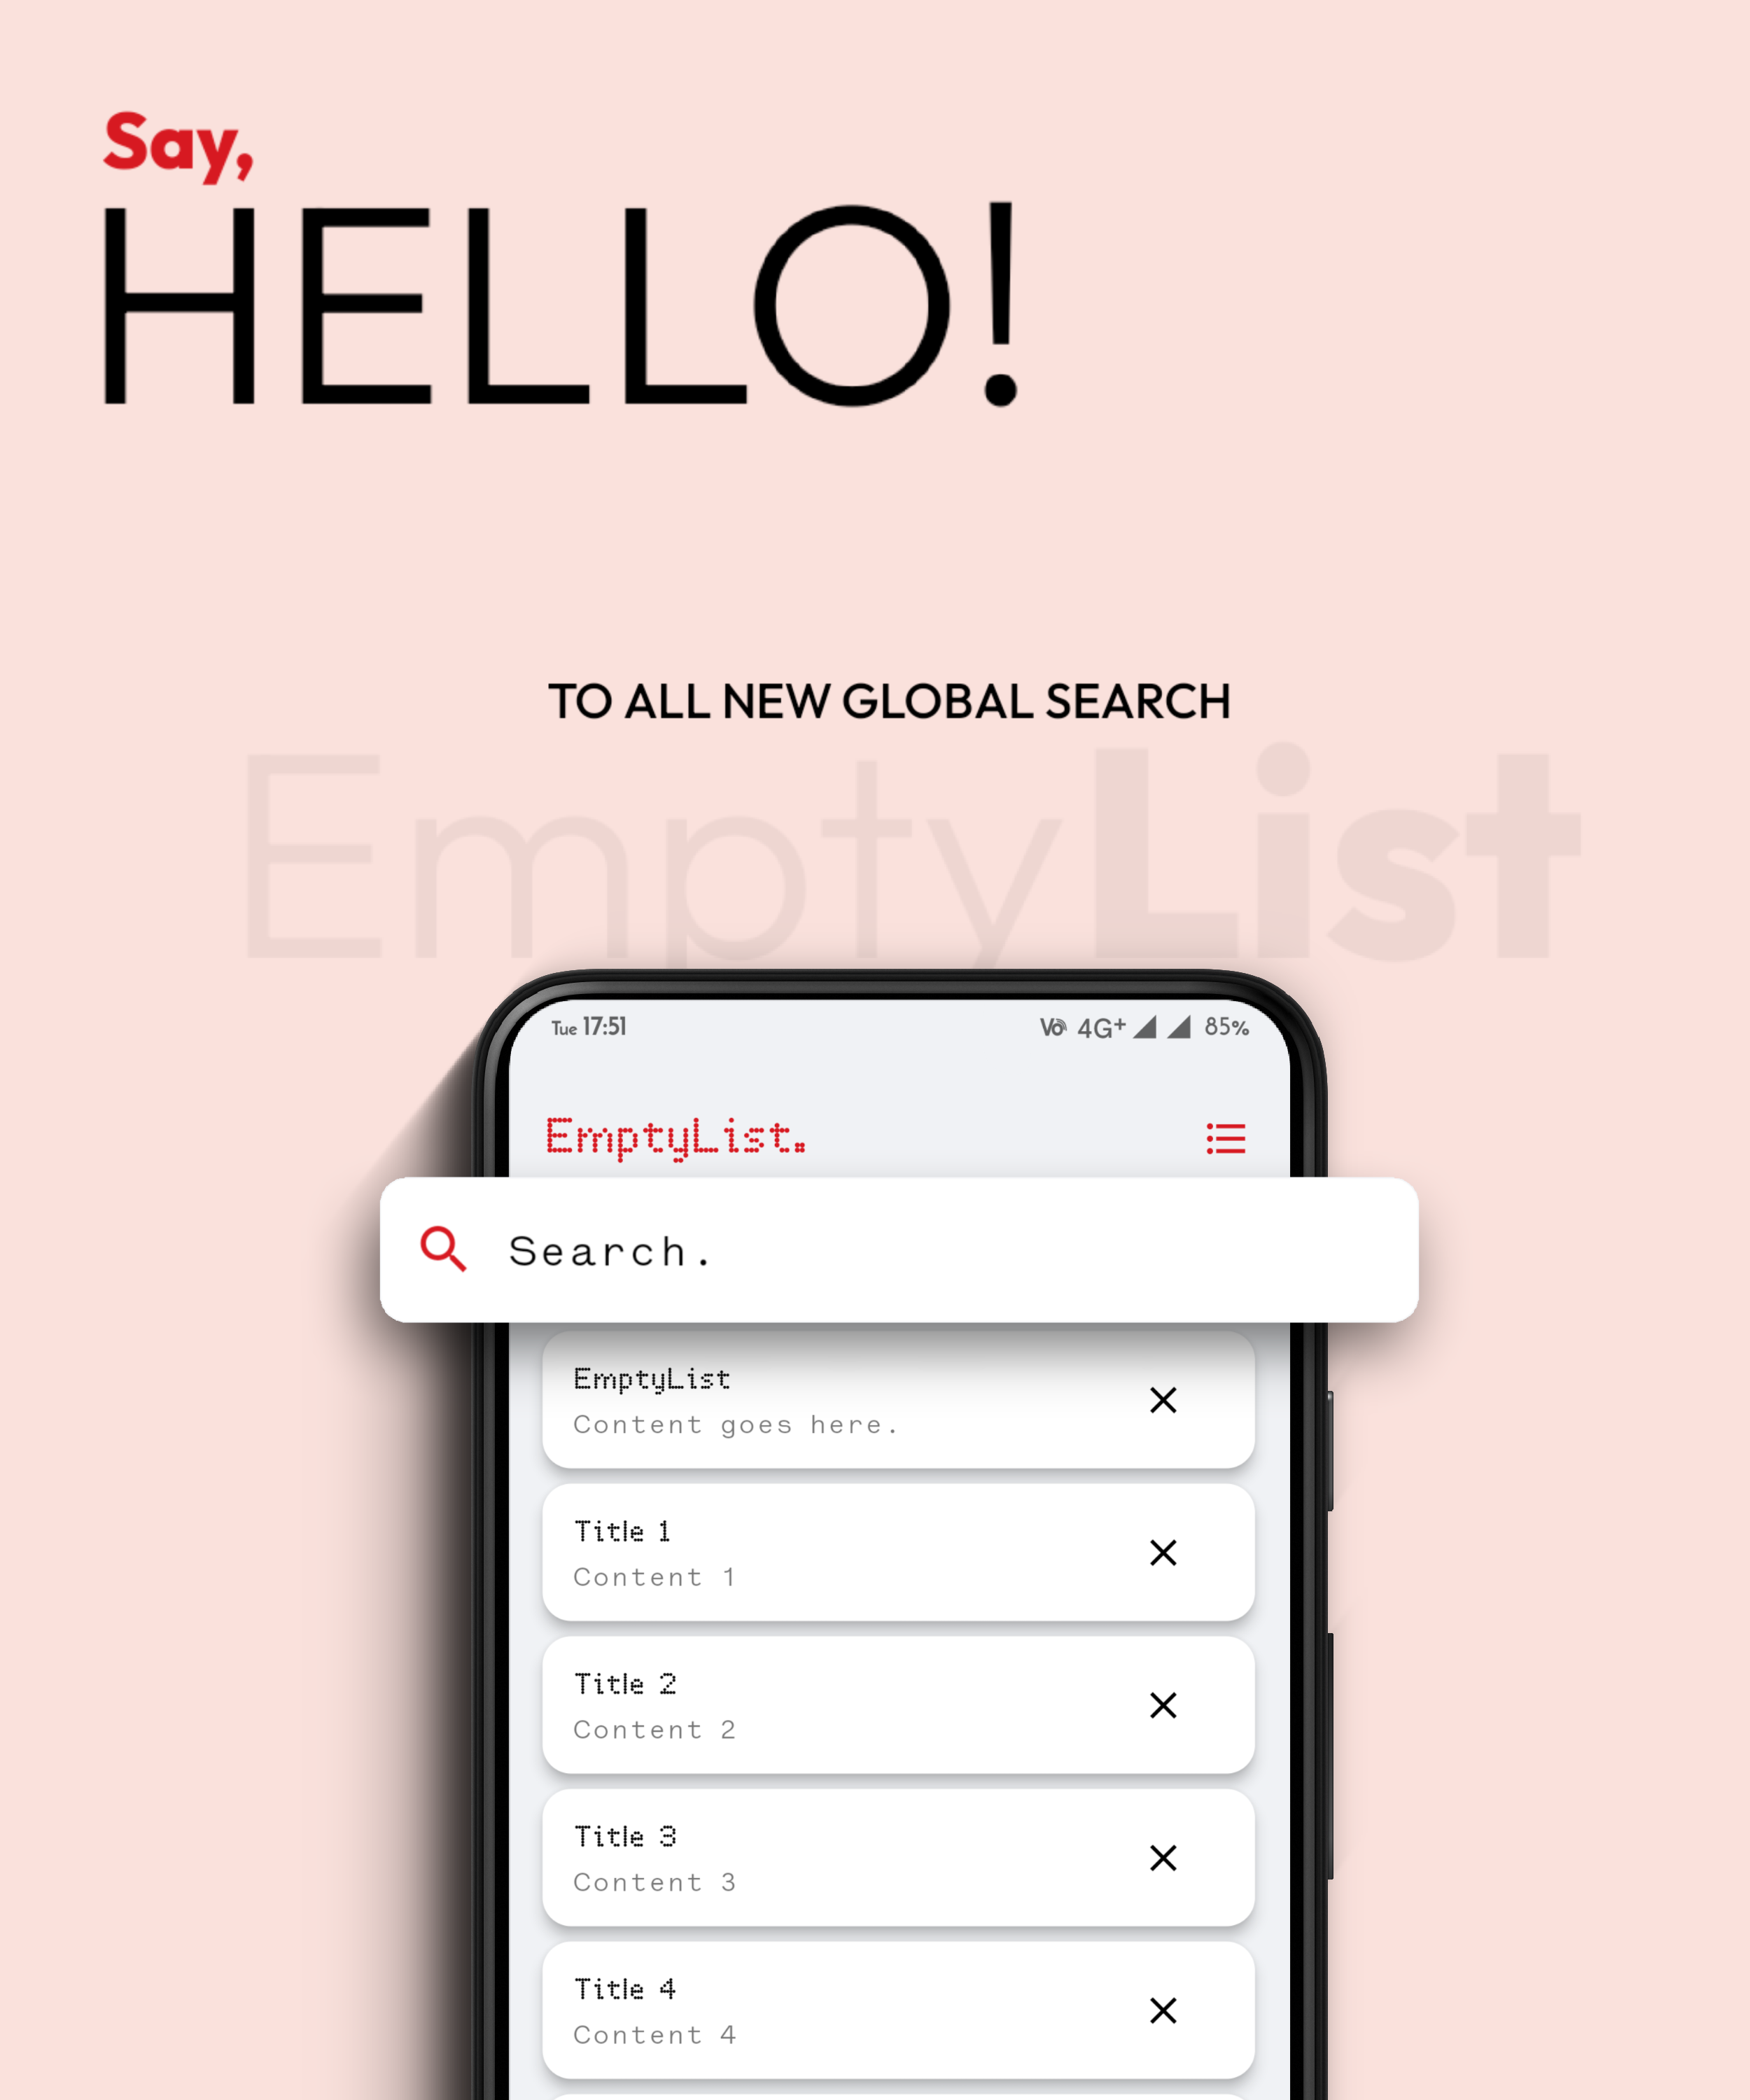 Say,
HELLO!
TO ALL NEW GLOBAL SEARCH
EmptyList
Tue 17:51 Vo 4G+ 85%
EmptyList.
Search.
EmptyList
Content goes here.
Title 1
Content 1
Title 2
Content 2
Title 3
Content 3
Title 4
Content 4